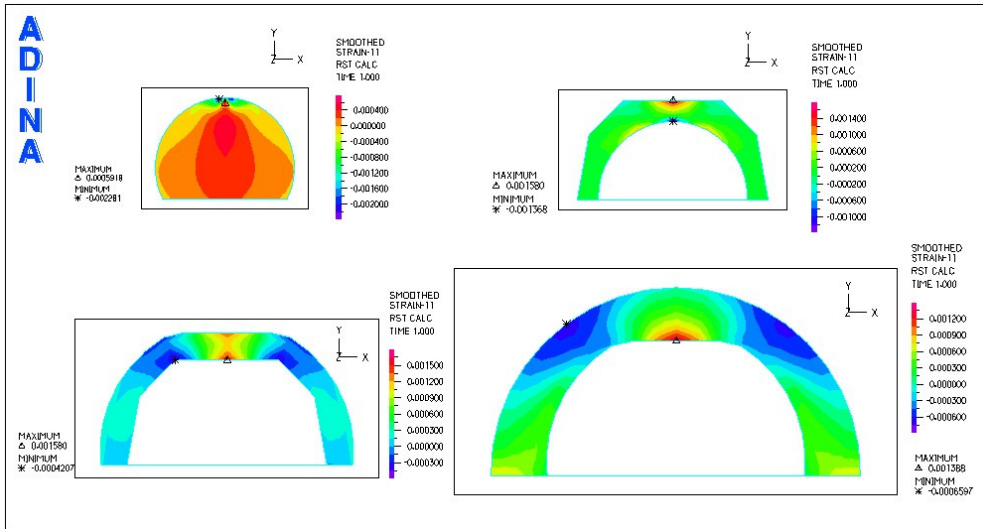 ADINA
Y
Z X
SMOOTHED
STRAIN-11
RST CALC
TIME 1.000
0.000400
0.000000
-0.000400
-0.000800
-0.001200
-0.001600
-0.002000
MAXIMUM
0.0005918
MINIMUM
-0.002281
Y
Z X
SMOOTHED
STRAIN-11
RST CALC
TIME 1.000
0.001400
0.001000
0.000600
0.000200
-0.000200
-0.000600
-0.001000
MAXIMUM
0.001580
MINIMUM
-0.001368
SMOOTHED
STRAIN-11
RST CALC
TIME 1.000
Y
Z X
0.001500
0.001200
0.000900
0.000600
0.000300
0.000000
-0.000300
MAXIMUM
0.001580
MINIMUM
-0.0004207
SMOOTHED
STRAIN-11
RST CALC
TIME 1.000
Y
Z X
0.001200
0.000900
0.000600
0.000300
0.000000
-0.000300
-0.000600
MAXIMUM
0.001388
MINIMUM
-0.0006597